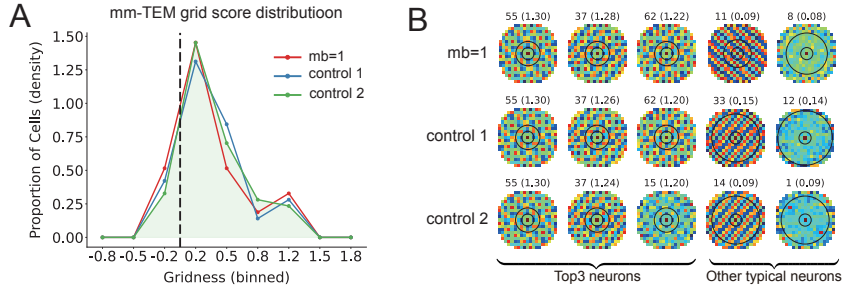 A
mm-TEM grid score distributioon
Proportion of Cells (density)
1.50
1.25
1.00
0.75
0.50
0.25
0.00
mb=1
control 1
control 2
-0.8 -0.5 -0.2 0.2 0.5 0.8 1.2 1.5 1.8
Gridness (binned)
B
55 (1.30) 37 (1.28) 62 (1.22) 11 (0.09) 8 (0.08)
mb=1
55 (1.30) 37 (1.26) 62 (1.20) 33 (0.15) 12 (0.14)
control 1
55 (1.30) 37 (1.24) 15 (1.20) 14 (0.09) 1 (0.09)
control 2
Top3 neurons
Other typical neurons